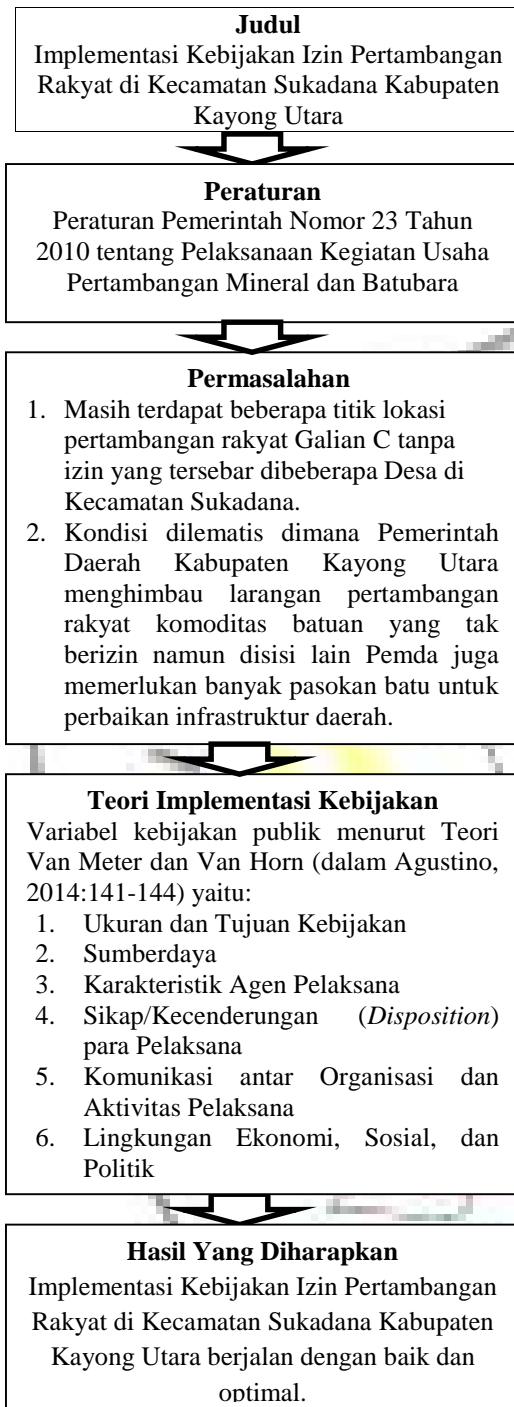 Judul
Implementasi Kebijakan Izin Pertambangan
Rakyat di Kecamatan Sukadana Kabupaten
Kayong Utara
Peraturan
Peraturan Pemerintah Nomor 23 Tahun
2010 tentang Pelaksanaan Kegiatan Usaha
Pertambangan Mineral dan Batubara
Permasalahan
1. Masih terdapat beberapa titik lokasi
pertambangan rakyat Galian C tanpa
izin yang tersebar dibeberapa Desa di
Kecamatan Sukadana.
2. Kondisi dilematis dimana Pemerintah
Daerah Kabupaten Kayong Utara
menghimbau larangan pertambangan
rakyat komoditas batuan yang tak
berizin namun disisi lain Pemda juga
memerlukan banyak pasokan batu untuk
perbaikan infrastruktur daerah.
Teori Implementasi Kebijakan
Variabel kebijakan publik menurut Teori
Van Meter dan Van Horn (dalam Agustino,
2014:141-144) yaitu:
1. Ukuran dan Tujuan Kebijakan
2. Sumberdaya
3. Karakteristik Agen Pelaksana
4. Sikap/Kecenderungan (Disposition)
para Pelaksana
5. Komunikasi antar Organisasi dan
Aktivitas Pelaksana
6. Lingkungan Ekonomi, Sosial, dan
Politik
Hasil Yang Diharapkan
Implementasi Kebijakan Izin Pertambangan
Rakyat di Kecamatan Sukadana Kabupaten
Kayong Utara berjalan dengan baik dan
optimal.